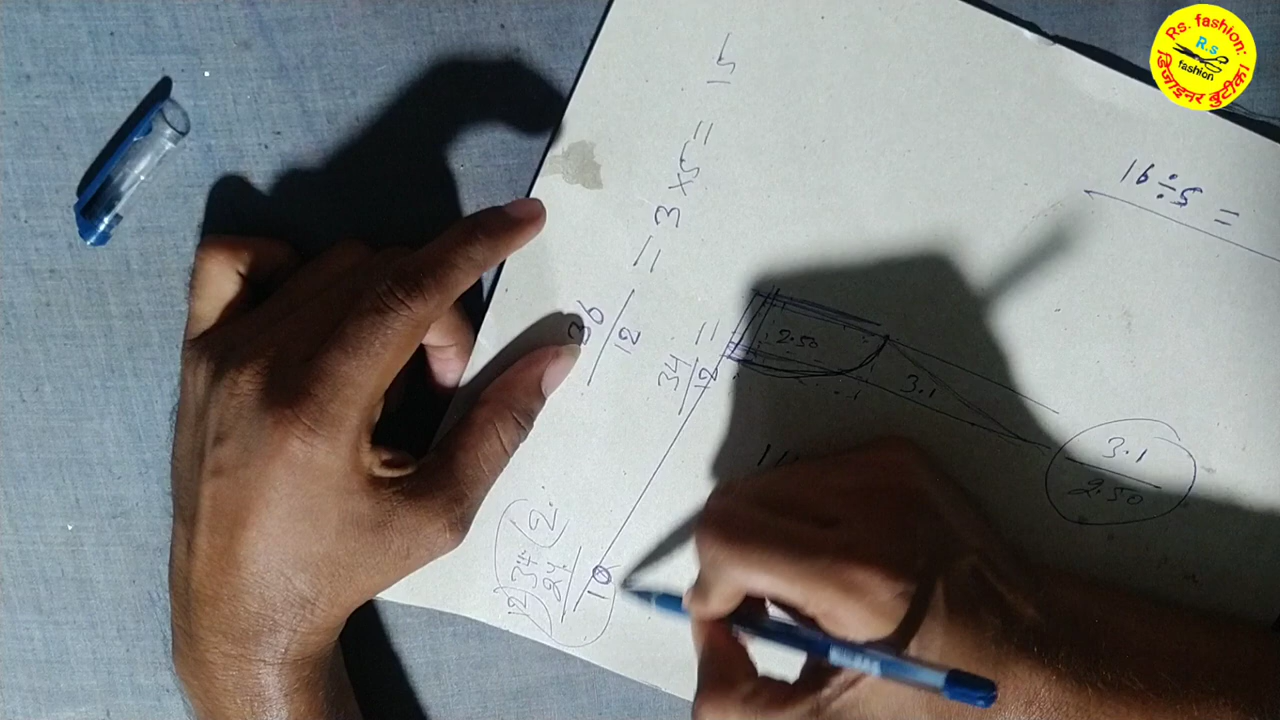 Rs. fashion:
R.s
fashion
डिजाइनर बुटीक।
16 ÷ 5 =
36/12 = 3 × 5 = 15
34/12 =
2.50
3.1
3.1
2.50
12) 34 (2.
24
10